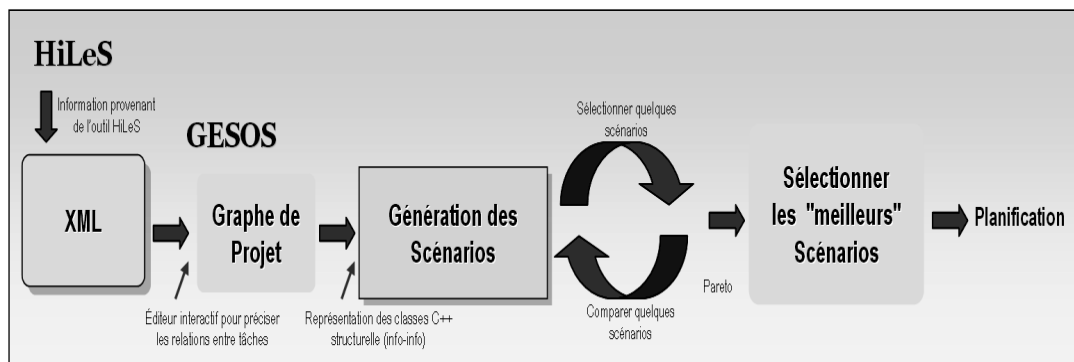 HiLeS
Information provenant
de l'outil HiLeS
GESOS
XML
Graphe de
Projet
Éditeur interactif pour préciser
les relations entre tâches
Génération des
Scénarios
Représentation des classes C++
structurelle (info-info)
Sélectionner quelques
scénarios
Comparer quelques
scénarios
Pareto
Sélectionner
les "meilleurs"
Scénarios
Planification